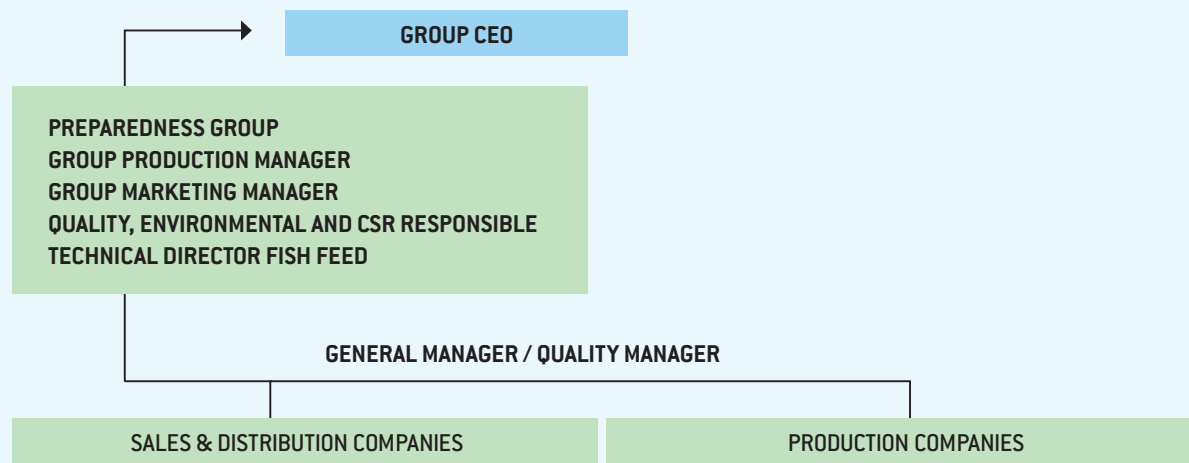 GROUP CEO
PREPAREDNESS GROUP
GROUP PRODUCTION MANAGER
GROUP MARKETING MANAGER
QUALITY, ENVIRONMENTAL AND CSR RESPONSIBLE
TECHNICAL DIRECTOR FISH FEED
GENERAL MANAGER / QUALITY MANAGER
SALES & DISTRIBUTION COMPANIES
PRODUCTION COMPANIES